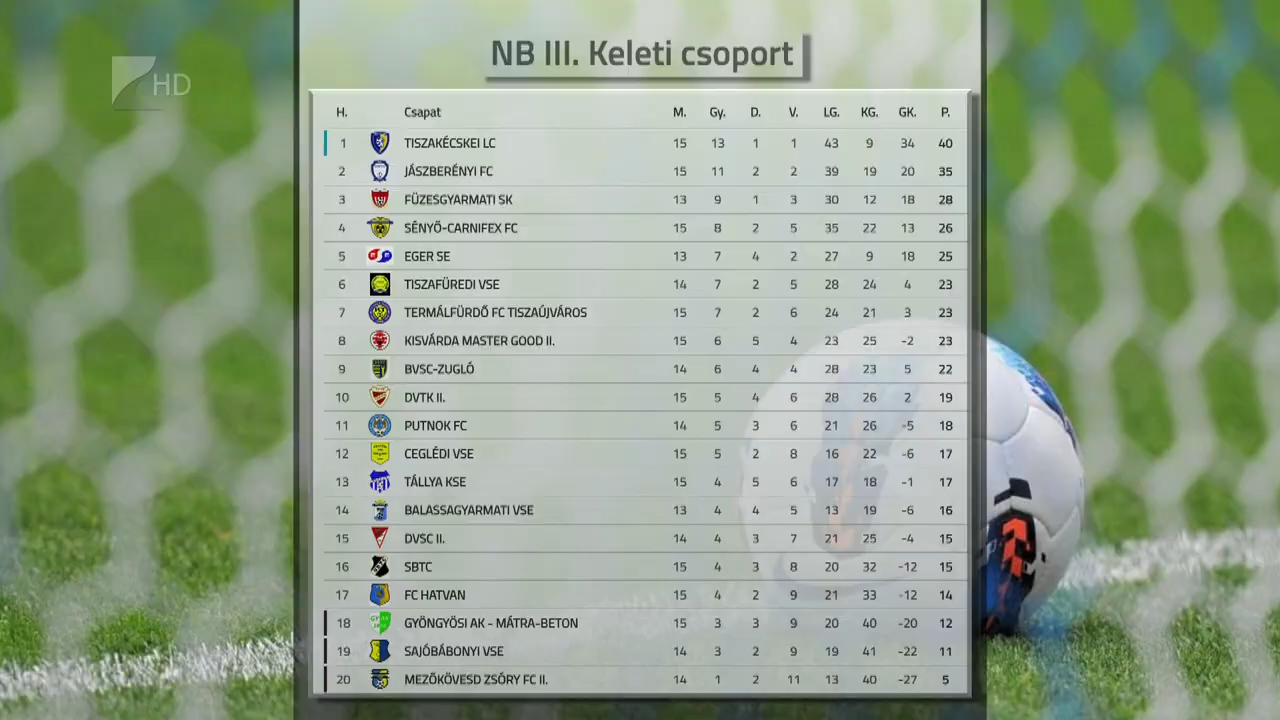 NB III. Keleti csoport
HD
H. Csapat M. Gy. D. V. LG. KG. GK. P.
1 TISZAKÉCSKEI LC 15 13 1 1 43 9 34 40
2 JÁSZBERÉNYI FC 15 11 2 2 39 19 20 35
3 FÜZESGYARMATI SK 13 9 1 3 30 12 18 28
4 SÉNYŐ-CARNIFEX FC 15 8 2 5 35 22 13 26
5 EGER SE 13 7 4 2 27 9 18 25
6 TISZAFÜREDI VSE 14 7 2 5 28 24 4 23
7 TERMÁLFÜRDŐ FC TISZAÚJVÁROS 15 7 2 6 24 21 3 23
8 KISVÁRDA MASTER GOOD II. 15 6 5 4 23 25 -2 23
9 BVSC-ZUGLÓ 14 6 4 4 28 23 5 22
10 DVTK II. 15 5 4 6 28 26 2 19
11 PUTNOK FC 14 5 3 6 21 26 -5 18
12 CEGLÉDI VSE 15 5 2 8 16 22 -6 17
13 TÁLLYA KSE 15 4 5 6 17 18 -1 17
14 BALASSAGYARMATI VSE 13 4 4 5 13 19 -6 16
15 DVSC II. 14 4 3 7 21 25 -4 15
16 SBTC 15 4 3 8 20 32 -12 15
17 FC HATVAN 15 4 2 9 21 33 -12 14
18 GYÖNGYÖSI AK - MÁTRA-BETON 15 3 3 9 20 40 -20 12
19 SAJÓBÁBONYI VSE 14 3 2 9 19 41 -22 11
20 MEZŐKÖVESD ZSÓRY FC II. 14 1 2 11 13 40 -27 5